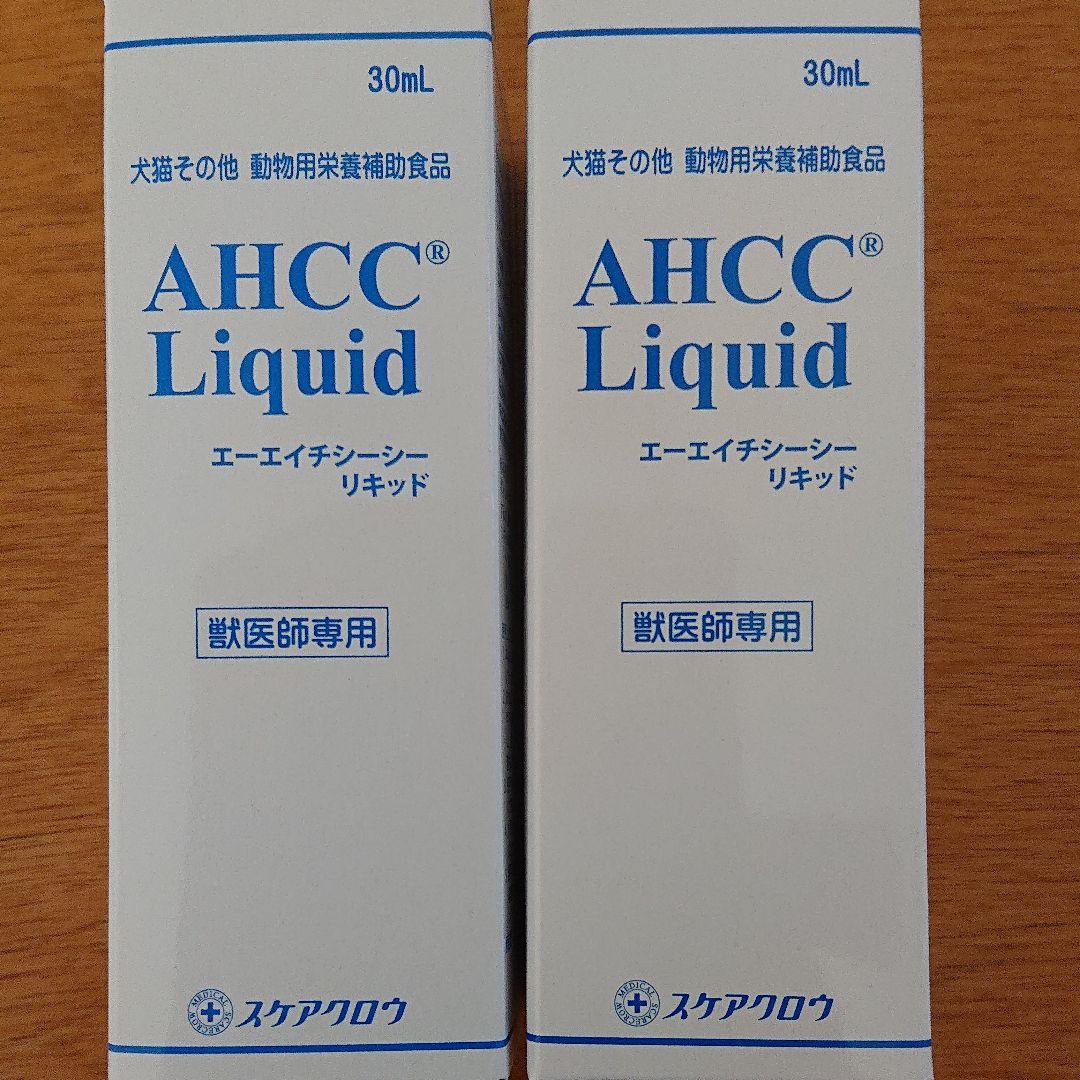 30mL
犬猫その他 動物用栄養補助食品
AHCC®
Liquid
エーエイチシーシー
リキッド
獣医師専用
MEDICAL SCARECROW
スケアクロウ
30mL
犬猫その他 動物用栄養補助食品
AHCC®
Liquid
エーエイチシーシー
リキッド
獣医師専用
MEDICAL SCARECROW
スケアクロウ